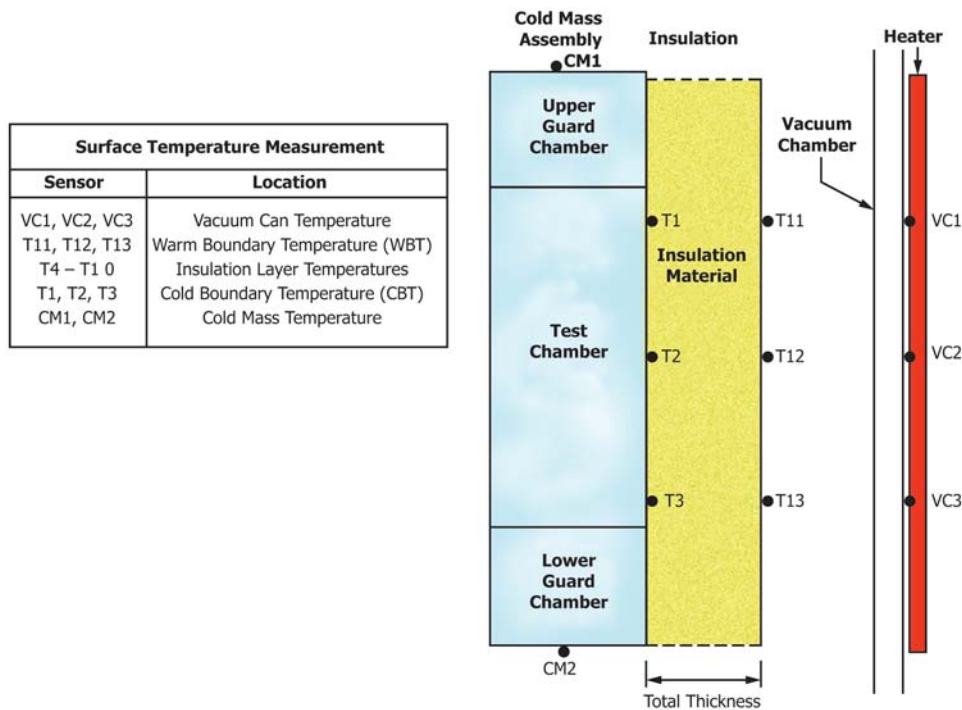 Surface Temperature Measurement
Sensor Location
VC1, VC2, VC3 Vacuum Can Temperature
T11, T12, T13 Warm Boundary Temperature (WBT)
T4 – T1 0 Insulation Layer Temperatures
T1, T2, T3 Cold Boundary Temperature (CBT)
CM1, CM2 Cold Mass Temperature
Cold Mass
Assembly
CM1
Insulation
Heater
Upper
Guard
Chamber
Vacuum
Chamber
T1
T11
VC1
Insulation
Material
Test
Chamber
T2
T12
VC2
T3
T13
VC3
Lower
Guard
Chamber
CM2
Total Thickness